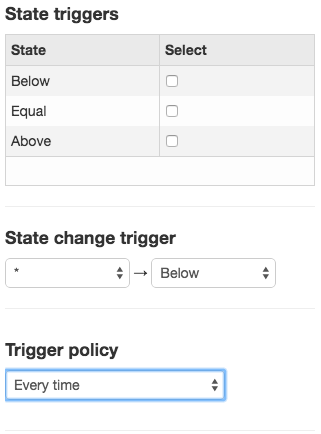 State triggers
State Select
Below
Equal
Above
State change trigger
* → Below
Trigger policy
Every time